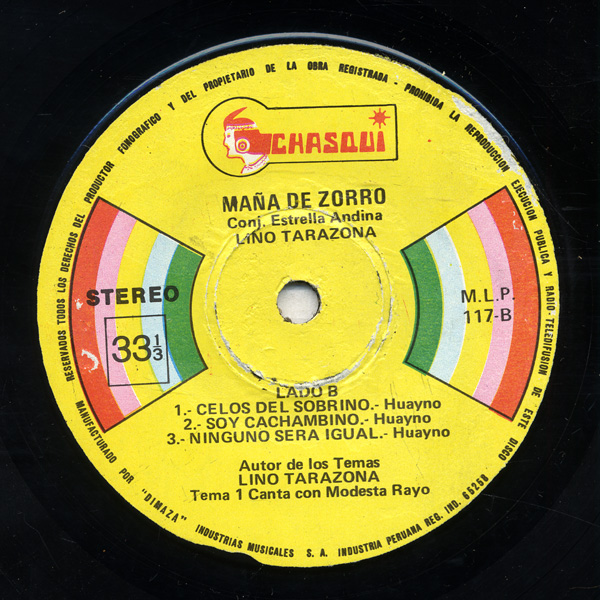 RESERVADOS TODOS LOS DERECHOS DEL PRODUCTOR FONOGRAFICO Y DEL PROPIETARIO DE LA OBRA REGISTRADA - PROHIBIDA LA REPRODUCCION EJECUCION PUBLICA Y RADIO-TELEDIFUSION DE ESTE DISCO
CHASQUI
MAÑA DE ZORRO
Conj. Estrella Andina
LINO TARAZONA
STEREO
33 1/3
M.L.P.
117-B
LADO B
1.- CELOS DEL SOBRINO.- Huayno
2.- SOY CACHAMBINO.- Huayno
3.- NINGUNO SERA IGUAL.- Huayno
Autor de los Temas
LINO TARAZONA
Tema 1 Canta con Modesta Rayo
MANUFACTURADO POR "DIMAZA" INDUSTRIAS MUSICALES S. A. INDUSTRIA PERUANA REG. IND. 65258